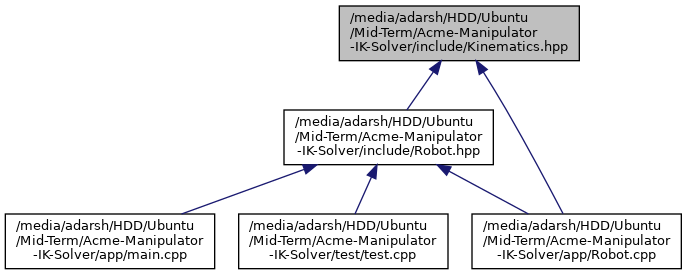 /media/adarsh/HDD/Ubuntu
/Mid-Term/Acme-Manipulator
-IK-Solver/include/Kinematics.hpp
/media/adarsh/HDD/Ubuntu
/Mid-Term/Acme-Manipulator
-IK-Solver/include/Robot.hpp
/media/adarsh/HDD/Ubuntu
/Mid-Term/Acme-Manipulator
-IK-Solver/app/main.cpp
/media/adarsh/HDD/Ubuntu
/Mid-Term/Acme-Manipulator
-IK-Solver/test/test.cpp
/media/adarsh/HDD/Ubuntu
/Mid-Term/Acme-Manipulator
-IK-Solver/app/Robot.cpp